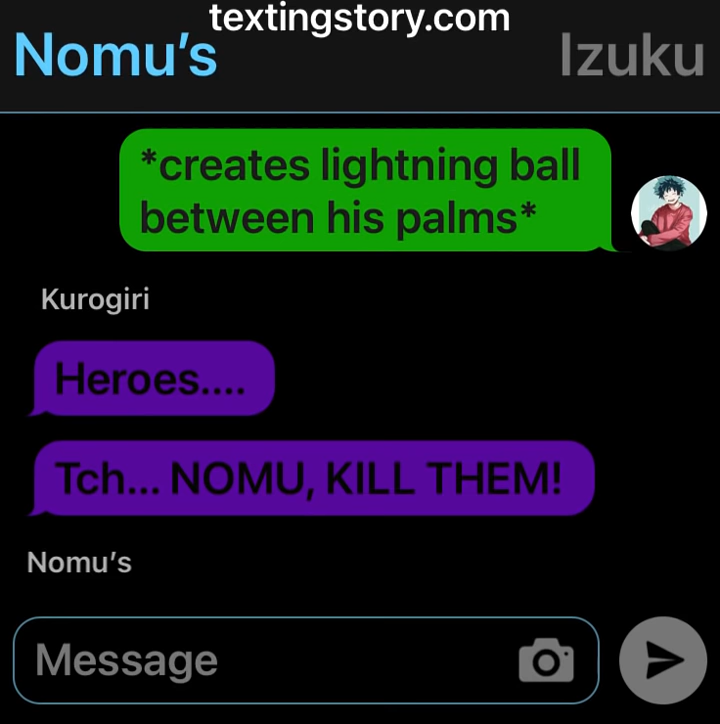 textingstory.com
Nomu’s
Izuku
*creates lightning ball
between his palms*
Kurogiri
Heroes....
Tch... NOMU, KILL THEM!
Nomu’s
Message